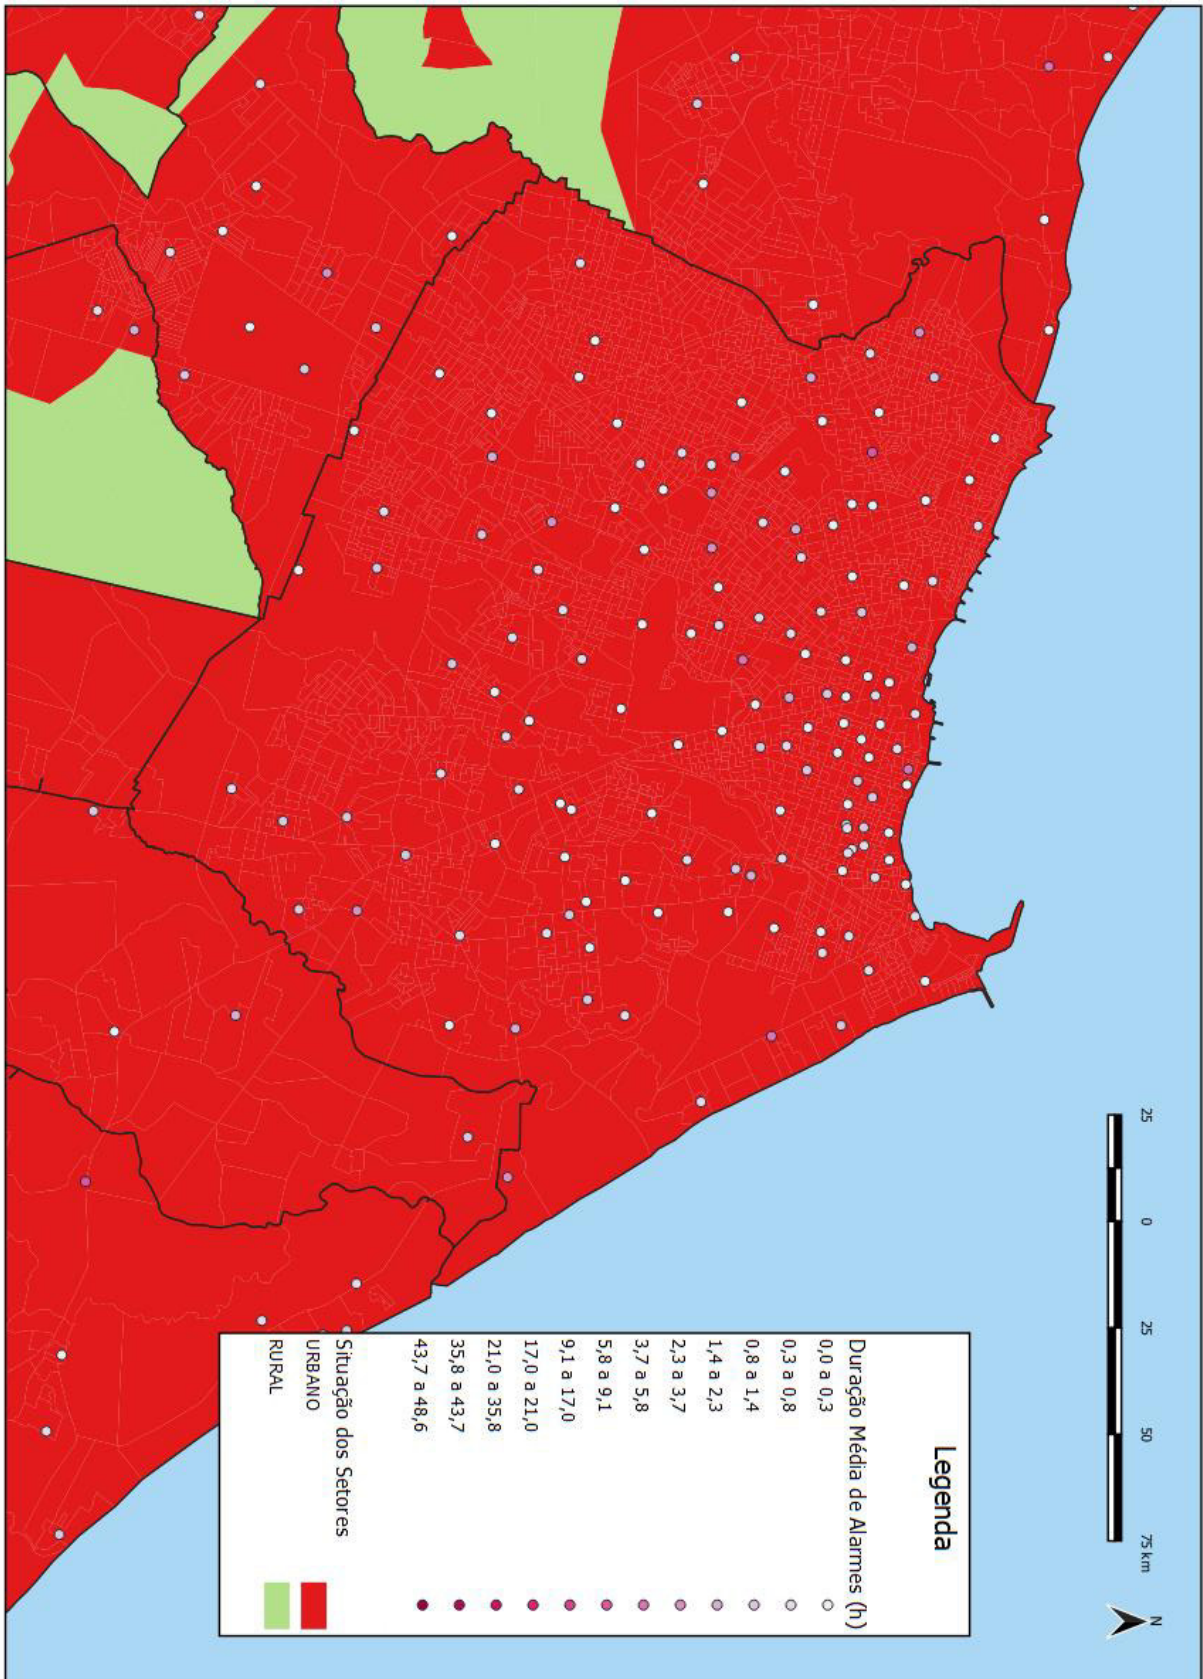 25 0 25 50 75 km
N
Legenda
Duração Média de Alarmes (h)
0,0 a 0,3
0,3 a 0,8
0,8 a 1,4
1,4 a 2,3
2,3 a 3,7
3,7 a 5,8
5,8 a 9,1
9,1 a 17,0
17,0 a 21,0
21,0 a 35,8
35,8 a 43,7
43,7 a 48,6
Situação dos Setores
URBANO
RURAL